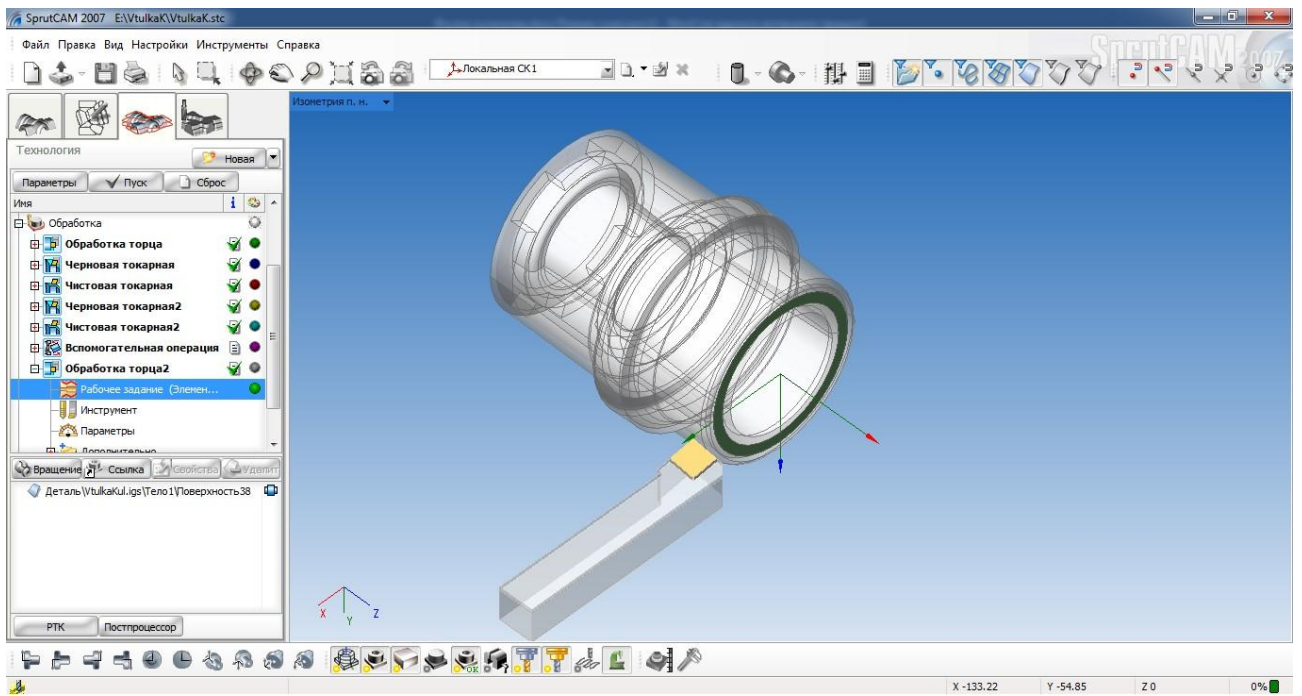 SprutCAM 2007 E:\VtulkaK\VtulkaK.stc
Файл Правка Вид Настройки Инструменты Справка
SprutCAM 2007
Локальная СК1
Изометрия п. н.
Технология
Новая
Параметры Пуск Сброс
Имя
Обработка
Обработка торца
Черновая токарная
Чистовая токарная
Черновая токарная2
Чистовая токарная2
Вспомогательная операция
Обработка торца2
Рабочее задание (Элемен...
Инструмент
Параметры
Дополнительно
Вращение Ссылка Свойства Удалит
Деталь\VtulkaKul.igs\Тело1\Поверхность38
X Y Z
РТК Постпроцессор
X -133.22 Y -54.85 Z 0 0%